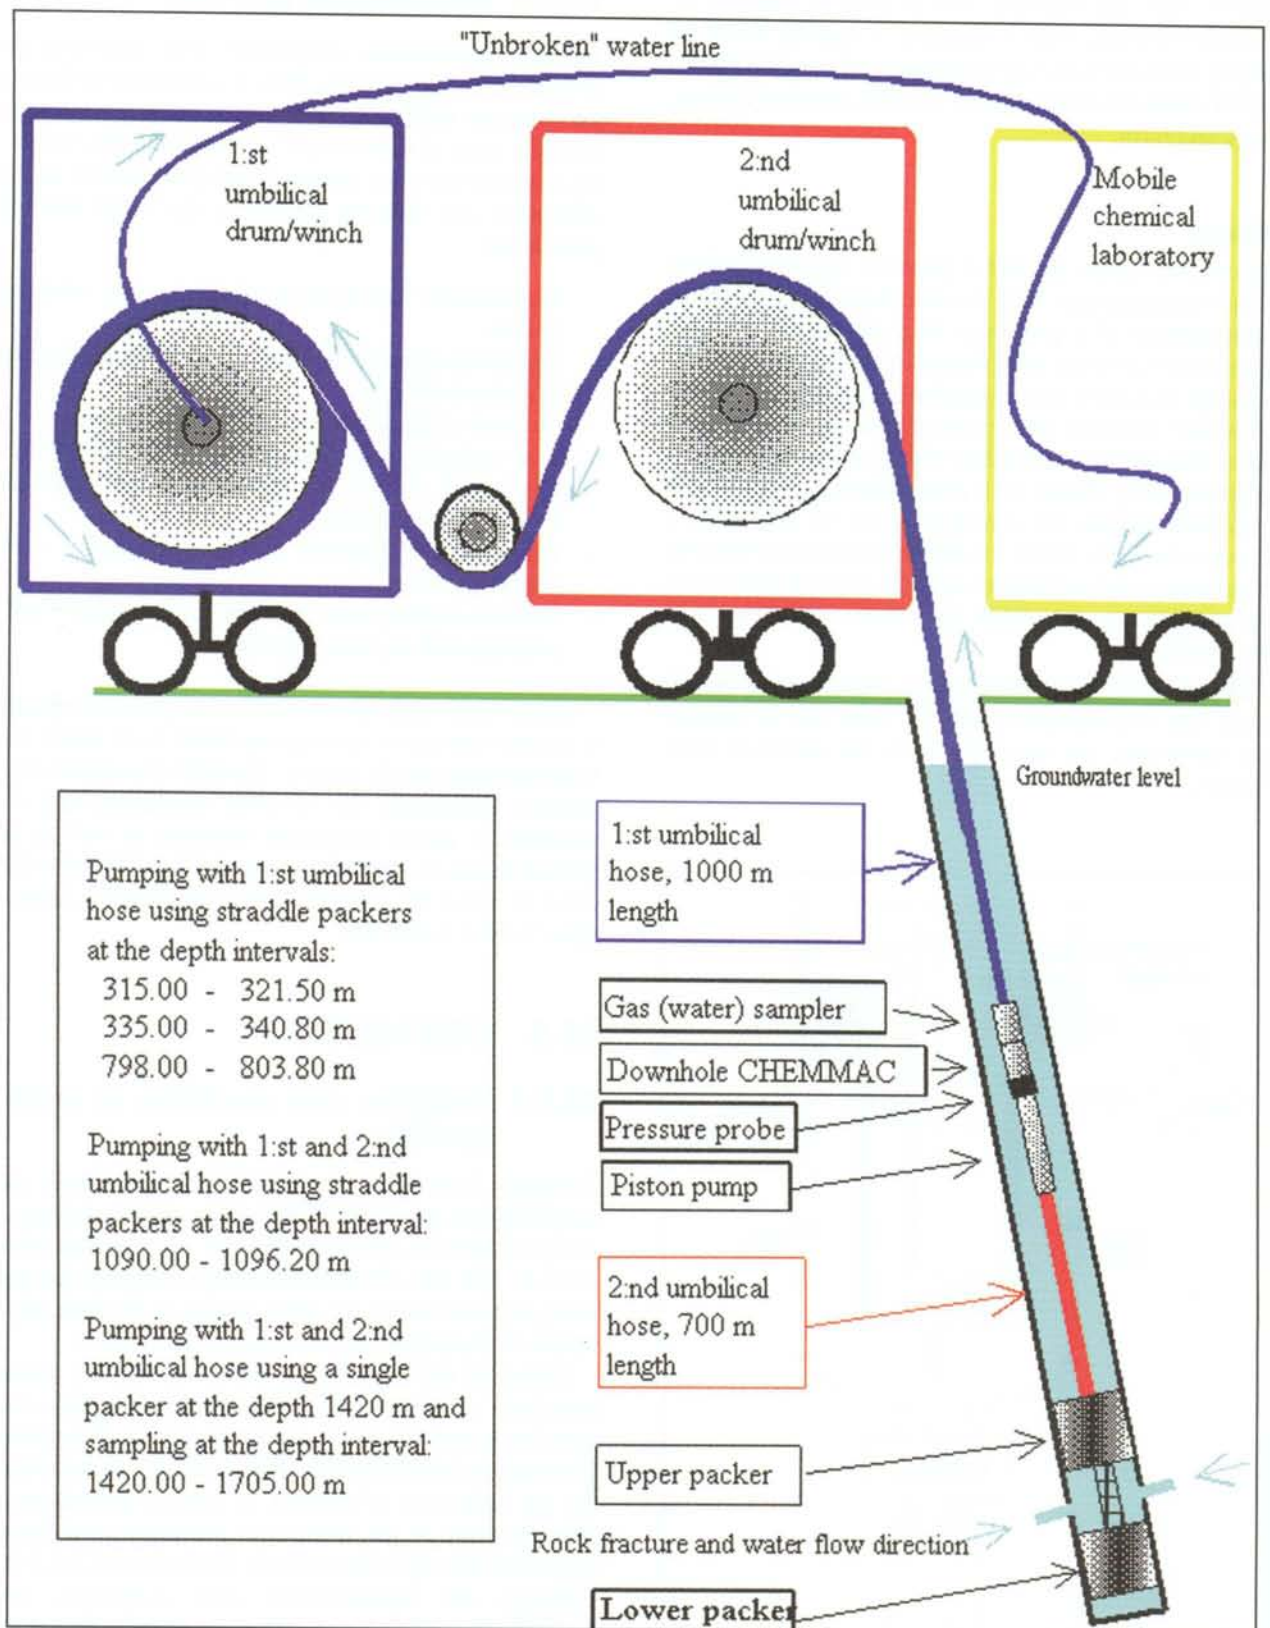 "Unbroken" water line
1:st
umbilical
drum/winch
2:nd
umbilical
drum/winch
Mobile
chemical
laboratory
Groundwater level
Pumping with 1:st umbilical
hose using straddle packers
at the depth intervals:
315.00 - 321.50 m
335.00 - 340.80 m
798.00 - 803.80 m
Pumping with 1:st and 2:nd
umbilical hose using straddle
packers at the depth interval:
1090.00 - 1096.20 m
Pumping with 1:st and 2:nd
umbilical hose using a single
packer at the depth 1420 m and
sampling at the depth interval:
1420.00 - 1705.00 m
1:st umbilical
hose, 1000 m
length
Gas (water) sampler
Downhole CHEMMAC
Pressure probe
Piston pump
2:nd umbilical
hose, 700 m
length
Upper packer
Rock fracture and water flow direction
Lower packer